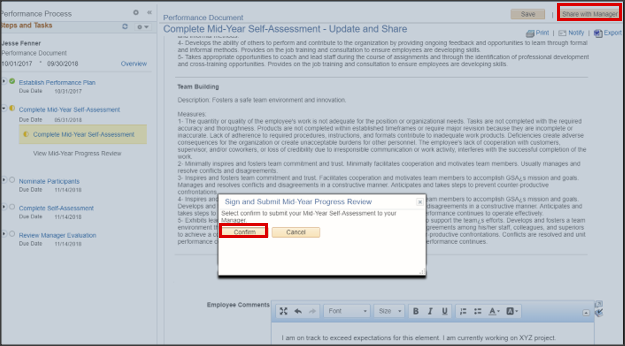 Performance Process
Steps and Tasks
Jesse Fenner
Performance Document
10/01/2017 - 09/30/2018 Overview
Establish Performance Plan
Due Date 10/31/2017
Complete Mid-Year Self-Assessment
Due Date 05/31/2018
Complete Mid-Year Self-Assessment
View Mid-Year Progress Review
Nominate Participants
Due Date 11/14/2018
Complete Self-Assessment
Due Date 11/14/2018
Review Manager Evaluation
Due Date 11/14/2018
Save | Share with Manager
Performance Document
Complete Mid-Year Self-Assessment - Update and Share
Print | Notify | Export
4- Develops the ability of others to perform and contribute to the organization by providing ongoing feedback and opportunities to learn through formal
and informal methods. Provides on the job training and consultation to ensure employees are developing skills.
5- Takes appropriate opportunities to coach and lead staff during the course of assignments and through the identification of professional development
and cross-training opportunities. Provides on the job training and consultation to ensure employees are developing skills.
Team Building
Description: Fosters a safe team environment and innovation.
Measures:
1- The quantity or quality of the employee's work is not adequate for the position or organizational needs. Tasks are not completed with the required
accuracy and thoroughness. Products are not completed within established timeframes or require major revision because they are incomplete or
inaccurate. Lack of adherence to required procedures, instructions, and formats contribute to inadequate work products. Deficiencies create adverse
consequences for the organization or create unacceptable burdens for other personnel. The employee's lack of cooperation with customers,
supervisor, and/or coworkers, or loss of credibility due to irresponsible communication or work activity, interferes with the successful completion of the
work.
2- Minimally inspires and fosters team commitment and trust. Minimally facilitates cooperation and motivates team members. Usually manages and
resolves conflicts and disagreements.
3- Inspires and fosters team commitment and trust. Facilitates cooperation and motivates team members to accomplish GSA¿s mission and goals.
Manages and resolves conflicts and disagreements in a constructive manner. Anticipates and takes steps to prevent counter productive
confrontations.
4- Inspires and
Develops and
takes steps to
5- Exhibits
environment
to achieve a
performance
team members to accomplish GSA¿s mission and goals.
disagreements in a constructive manner. Anticipates and
performance continues to operate effectively.
support the team¿s efforts. Develops and fosters a team
agreements among his/her staff, colleagues, and superiors
-productive confrontations. Conflicts are resolved and unit
performance continues.
Sign and Submit Mid-Year Progress Review
Select confirm to submit your Mid-Year Self-Assessment to your
Manager.
Confirm Cancel
Employee Comments
Font Size B I U A A
I am on track to exceed expectations for this element. I am currently working on XYZ project.